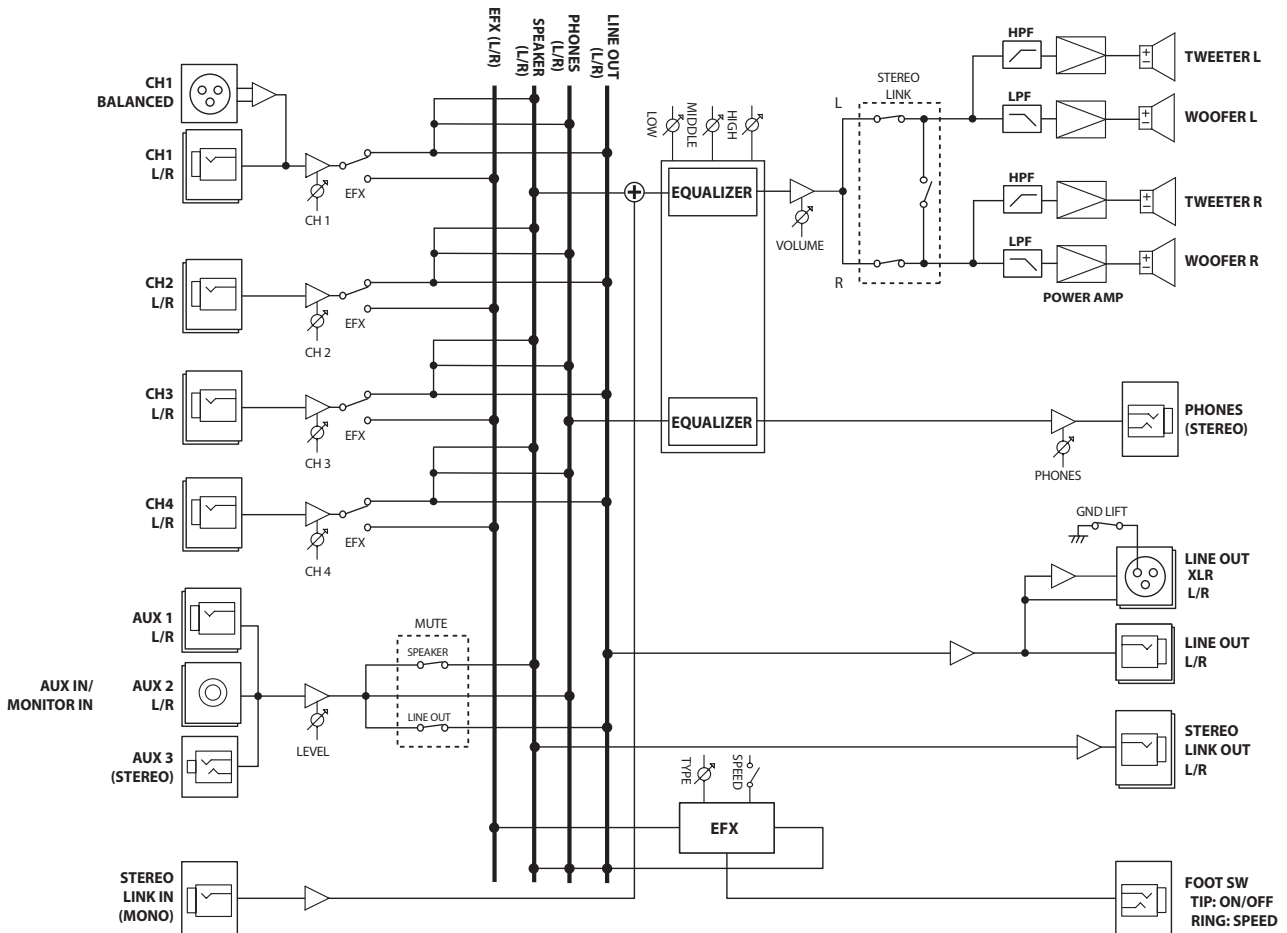 EFX (L/R)
SPEAKER
(L/R)
PHONES
(L/R)
LINE OUT
(L/R)
CH1
BALANCED
CH1
L/R
EFX
CH 1
CH2
L/R
EFX
CH 2
CH3
L/R
EFX
CH 3
CH4
L/R
EFX
CH 4
AUX IN/
MONITOR IN
AUX 1
L/R
AUX 2
L/R
AUX 3
(STEREO)
LEVEL
MUTE
SPEAKER
LINE OUT
STEREO
LINK IN
(MONO)
LOW
MIDDLE
HIGH
EQUALIZER
EQUALIZER
VOLUME
L
R
STEREO
LINK
HPF
TWEETER L
LPF
WOOFER L
HPF
TWEETER R
LPF
WOOFER R
POWER AMP
PHONES
PHONES
(STEREO)
GND LIFT
LINE OUT
XLR
L/R
LINE OUT
L/R
STEREO
LINK OUT
L/R
TYPE
SPEED
EFX
FOOT SW
TIP: ON/OFF
RING: SPEED